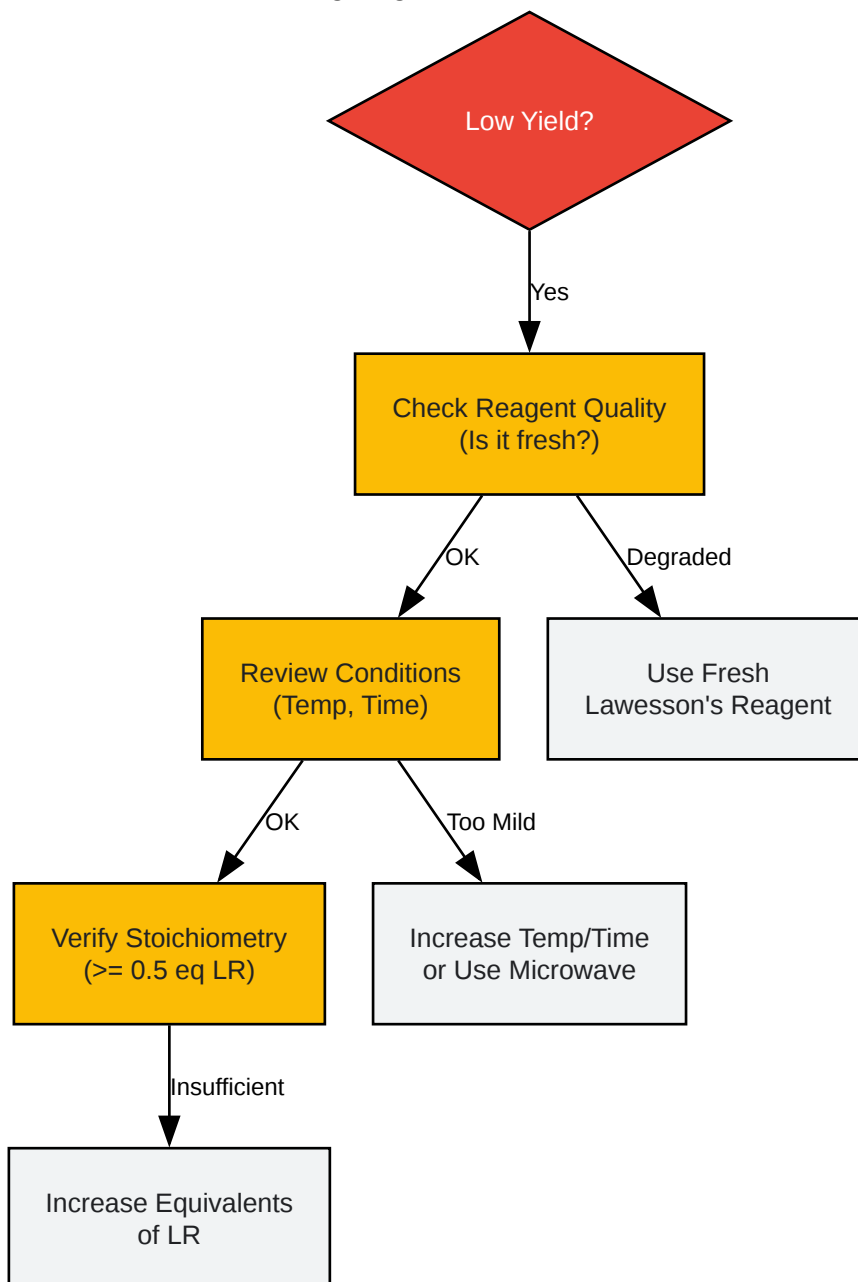 Low Yield?
Yes
Check Reagent Quality
(Is it fresh?)
OK
Degraded
Review Conditions
(Temp, Time)
Use Fresh
Lawesson's Reagent
OK
Too Mild
Verify Stoichiometry
(>= 0.5 eq LR)
Increase Temp/Time
or Use Microwave
Insufficient
Increase Equivalents
of LR